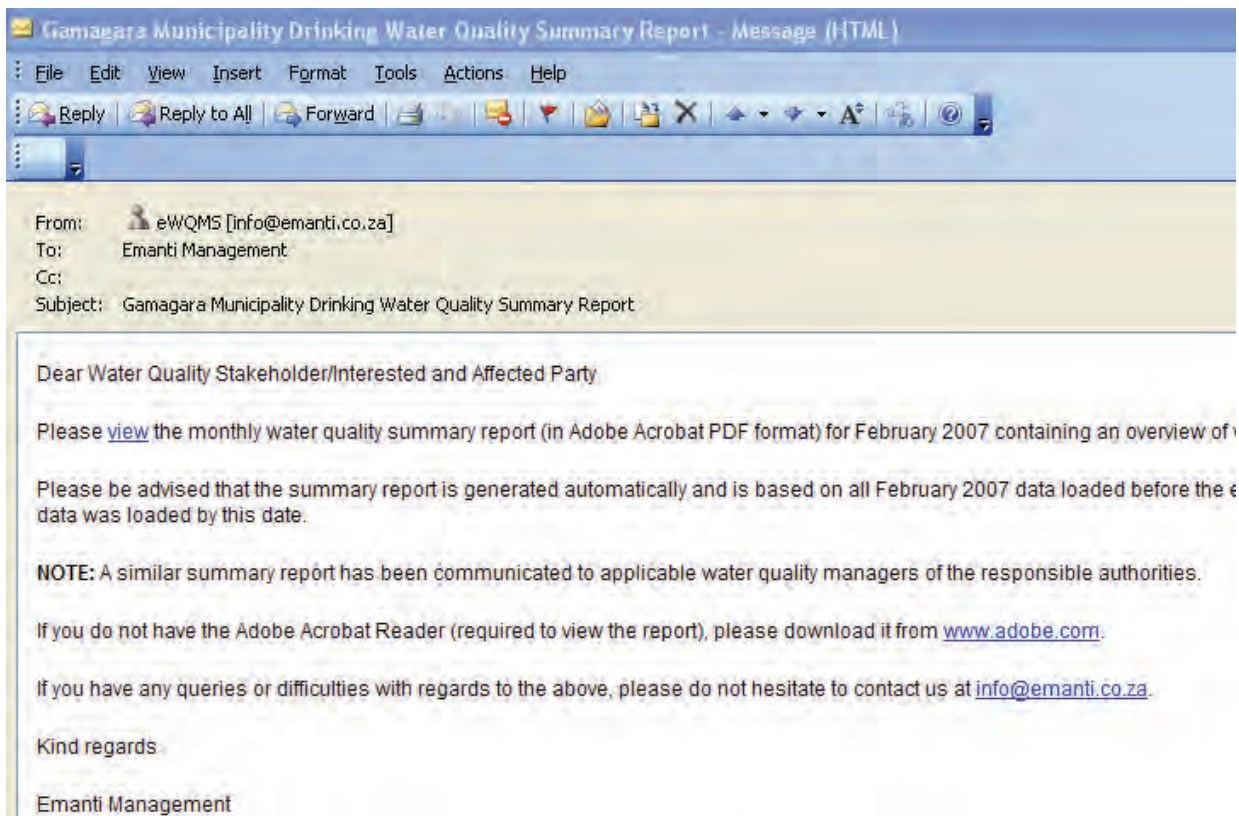 Gamagara Municipality Drinking Water Quality Summary Report - Message (HTML)
File Edit View Insert Format Tools Actions Help
Reply Reply to All Forward
From: eWQMS [info@emanti.co.za]
To: Emanti Management
Cc:
Subject: Gamagara Municipality Drinking Water Quality Summary Report
Dear Water Quality Stakeholder/Interested and Affected Party
Please view the monthly water quality summary report (in Adobe Acrobat PDF format) for February 2007 containing an overview of
Please be advised that the summary report is generated automatically and is based on all February 2007 data loaded before the
data was loaded by this date.
NOTE: A similar summary report has been communicated to applicable water quality managers of the responsible authorities.
If you do not have the Adobe Acrobat Reader (required to view the report), please download it from www.adobe.com.
If you have any queries or difficulties with regards to the above, please do not hesitate to contact us at info@emanti.co.za.
Kind regards
Emanti Management